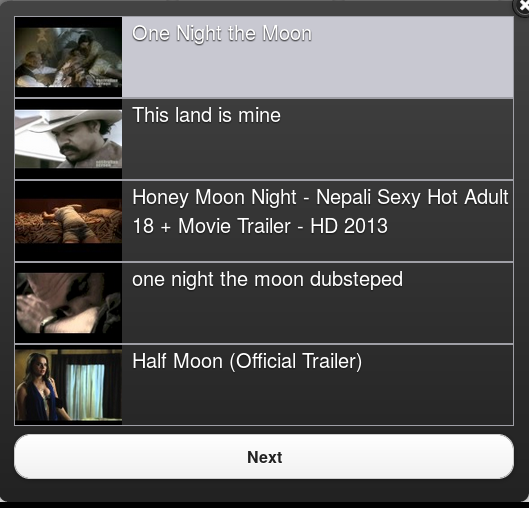 One Night the Moon
This land is mine
Honey Moon Night - Nepali Sexy Hot Adult
18 + Movie Trailer - HD 2013
one night the moon dubsteped
Half Moon (Official Trailer)
Next